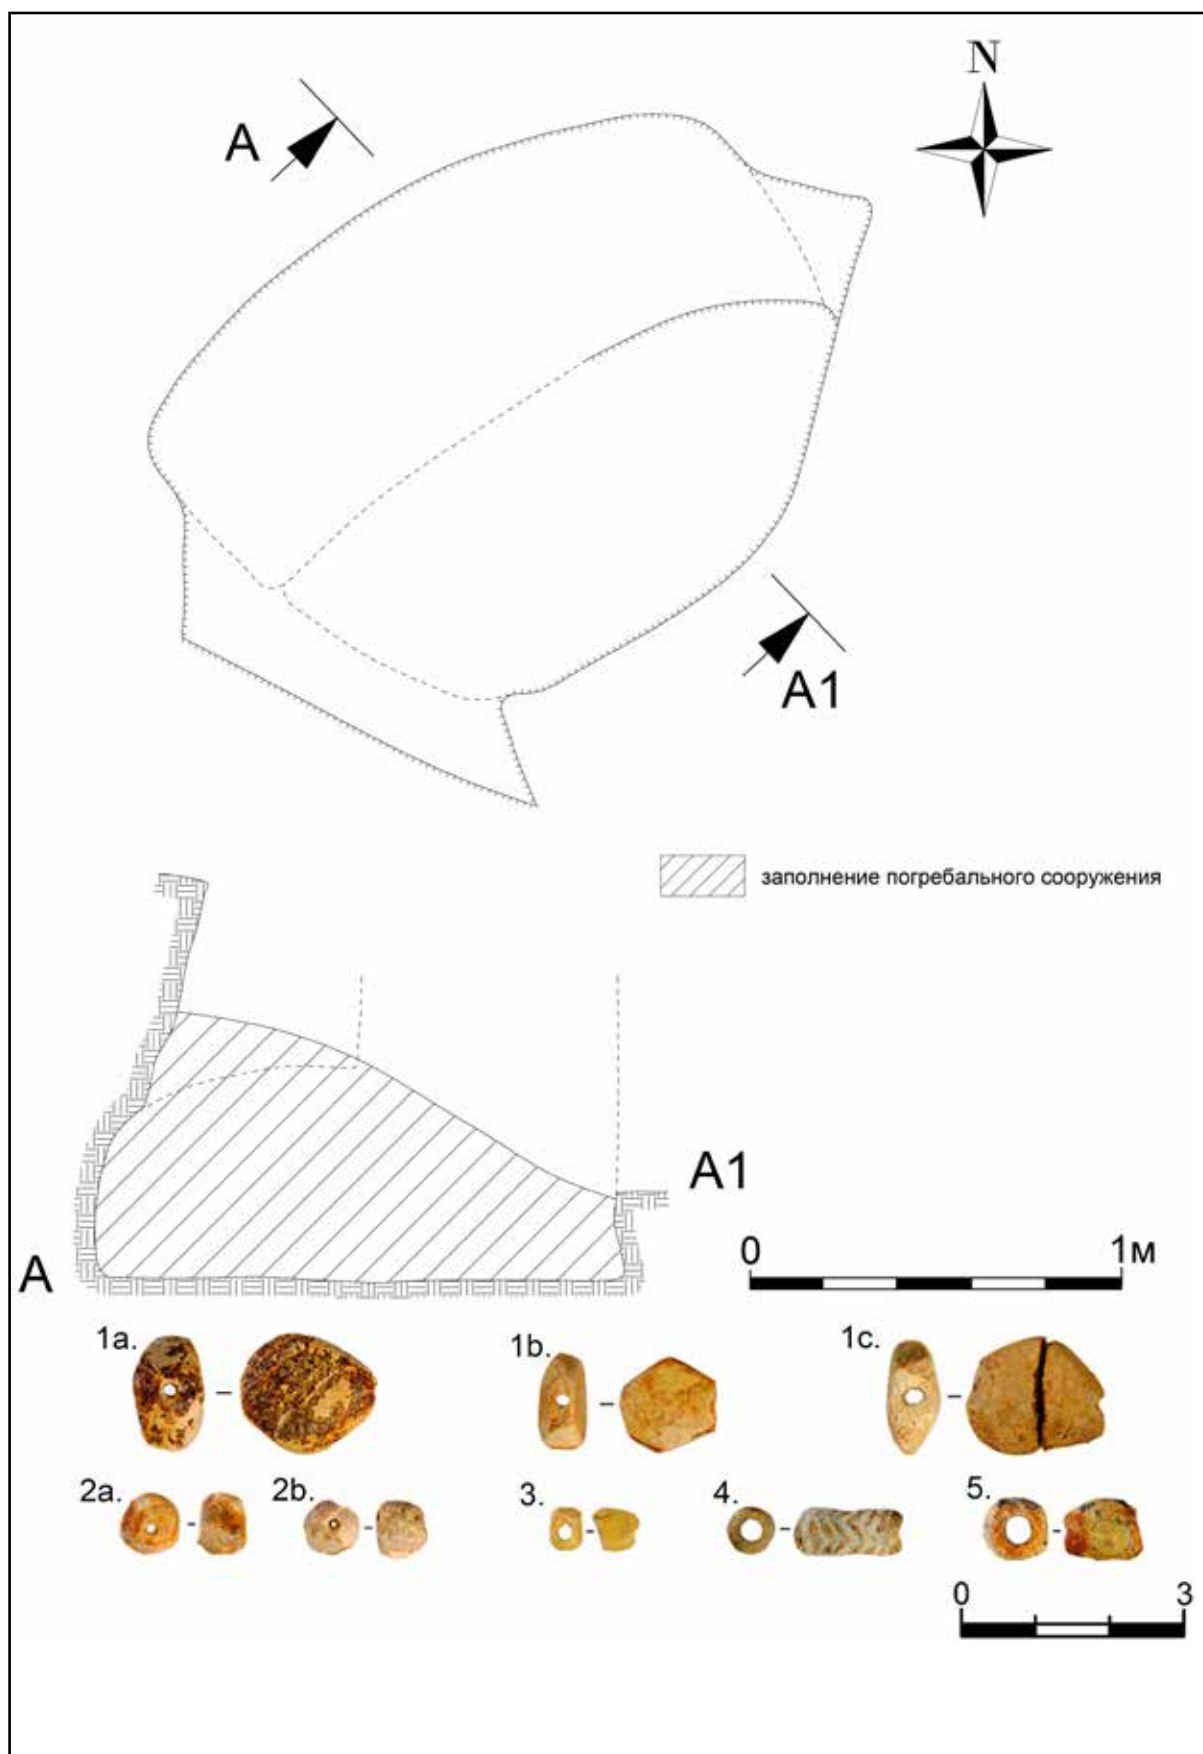 N
A
A1
заполнение погребального сооружения
A1
A
0 1м
1a. 1b. 1c.
2a. 2b. 3. 4. 5.
0 3